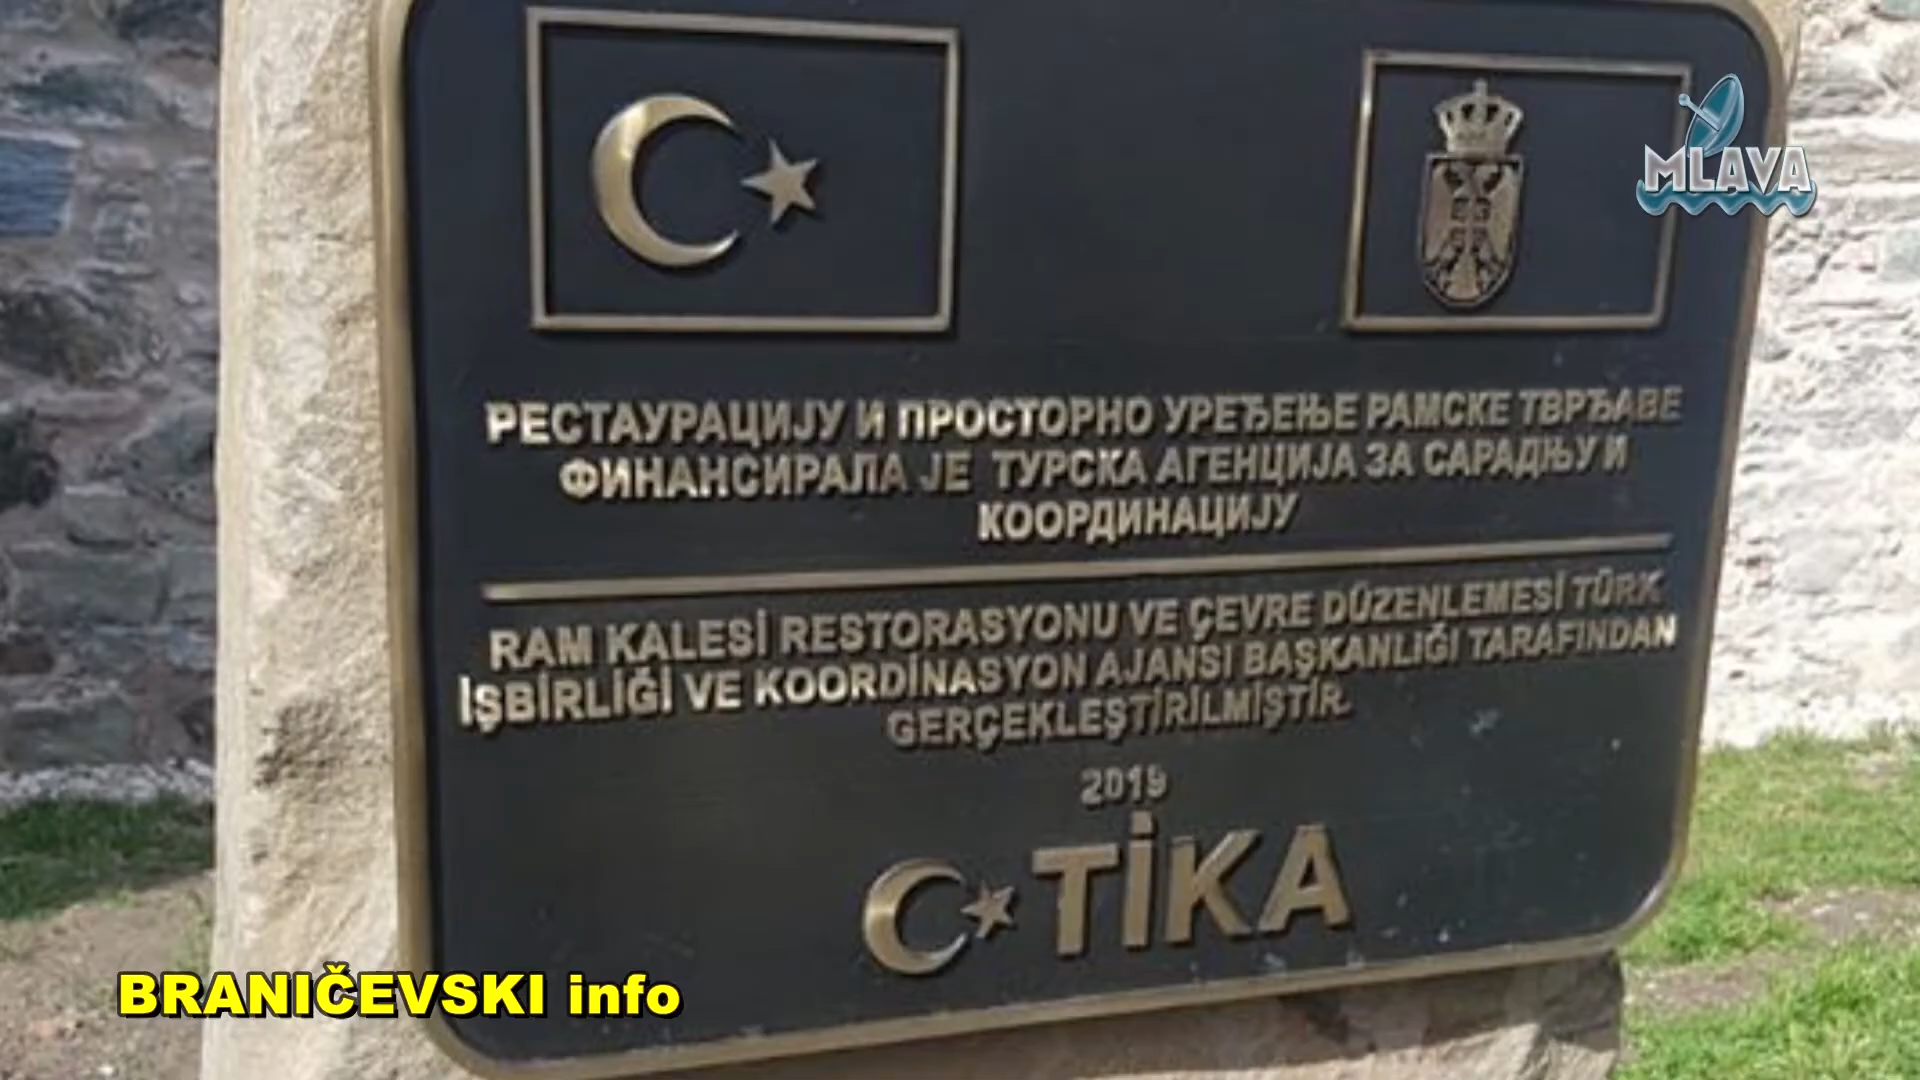 MLAVA
РЕСТАУРАЦИЈУ И ПРОСТОРНО УРЕЂЕЊЕ РАМСКЕ ТВРЂАВЕ
ФИНАНСИРАЛА ЈЕ ТУРСКА АГЕНЦИЈА ЗА САРАДЊУ И
КООРДИНАЦИЈУ
RAM KALESİ RESTORASYONU VE ÇEVRE DÜZENLEMESİ TÜRK
İŞBİRLİĞİ VE KOORDİNASYON AJANSI BAŞKANLIĞI TARAFINDAN
GERÇEKLEŞTİRİLMİŞTİR.
2019
TİKA
BRANIČEVSKI info